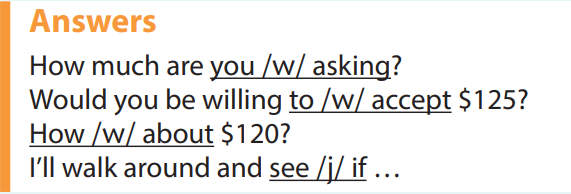 Answers
How much are you /w/ asking?
Would you be willing to /w/ accept $125?
How /w/ about $120?
I’ll walk around and see /j/ if …